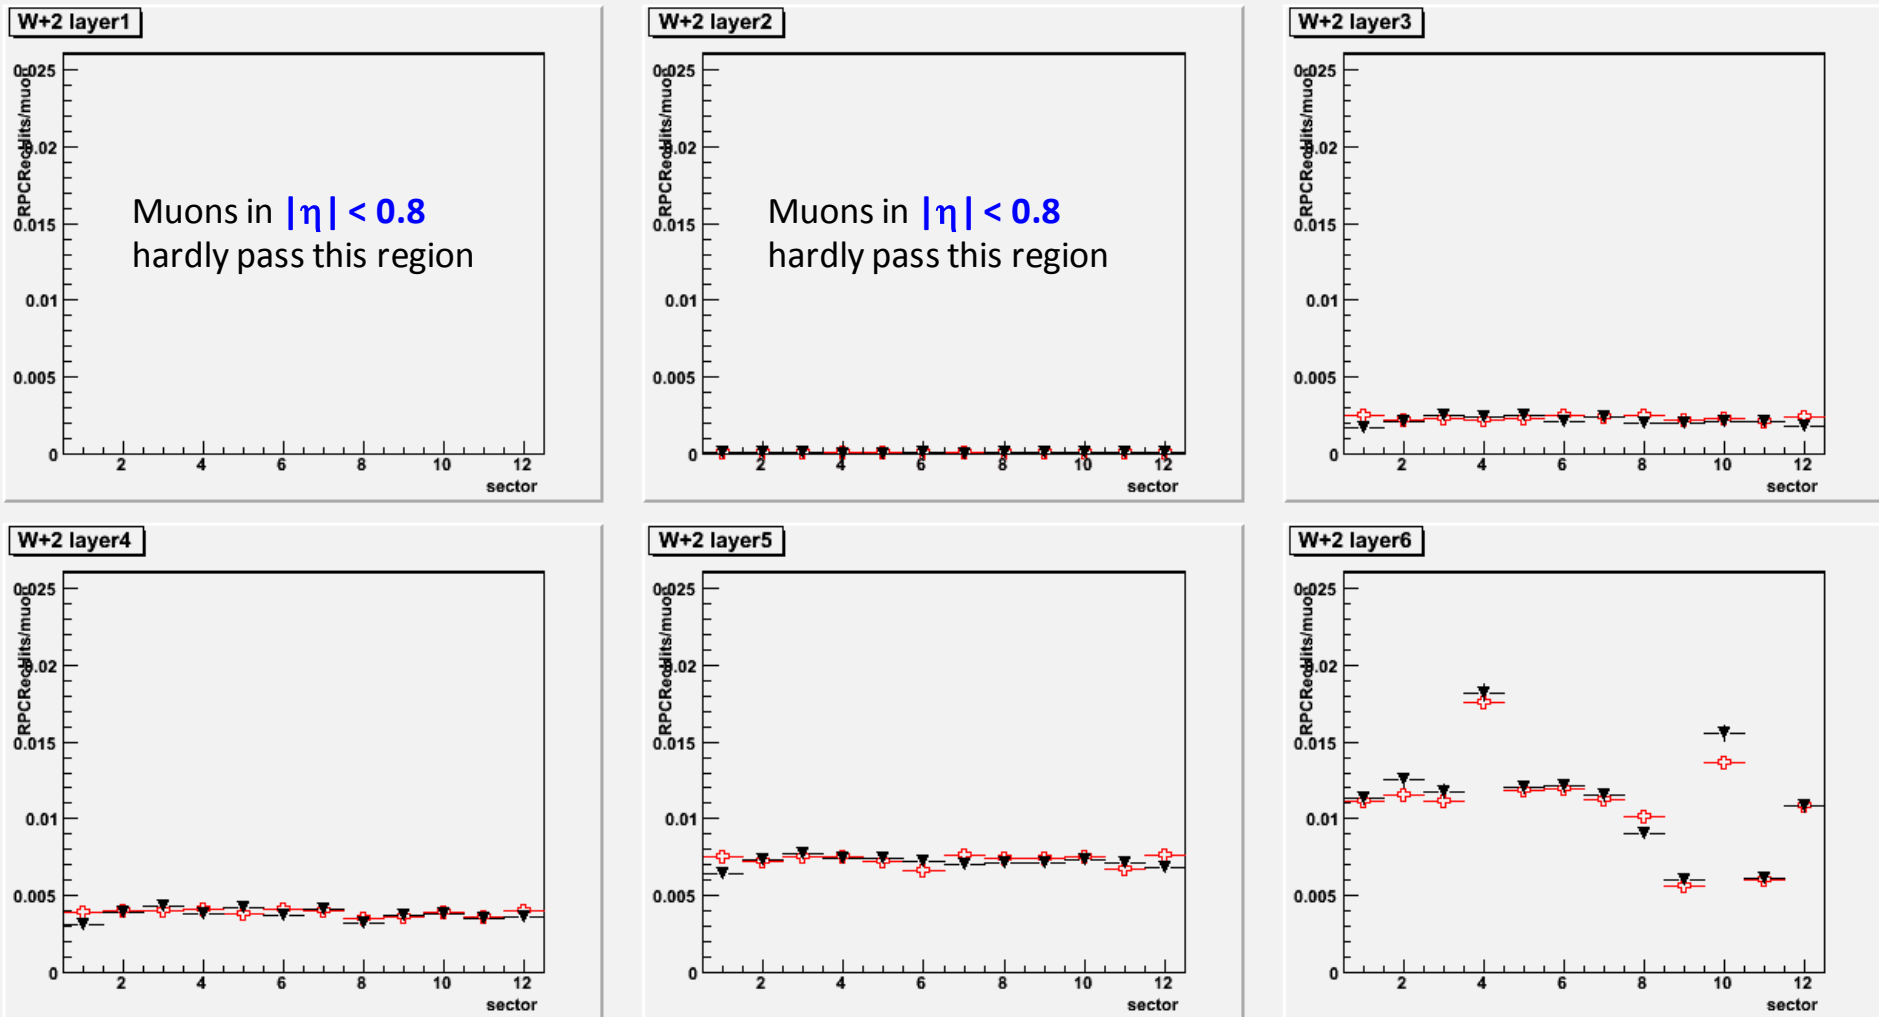 W+2 layer1
RPCRecHits/muon
0.025
0.02
0.015
0.01
0.005
0
Muons in |η| < 0.8
hardly pass this region
2 4 6 8 10 12
sector
W+2 layer2
RPCRecHits/muon
0.025
0.02
0.015
0.01
0.005
0
Muons in |η| < 0.8
hardly pass this region
2 4 6 8 10 12
sector
W+2 layer3
RPCRecHits/muon
0.025
0.02
0.015
0.01
0.005
0
2 4 6 8 10 12
sector
W+2 layer4
RPCRecHits/muon
0.025
0.02
0.015
0.01
0.005
0
2 4 6 8 10 12
sector
W+2 layer5
RPCRecHits/muon
0.025
0.02
0.015
0.01
0.005
0
2 4 6 8 10 12
sector
W+2 layer6
RPCRecHits/muon
0.025
0.02
0.015
0.01
0.005
0
2 4 6 8 10 12
sector